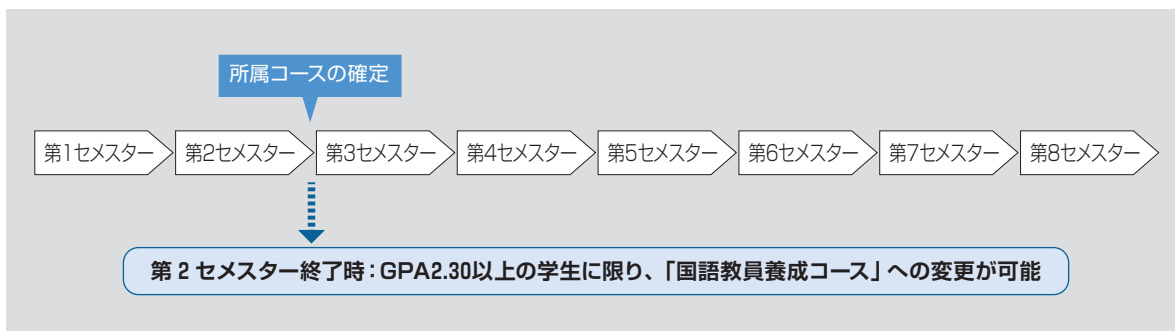 所属コースの確定
第1セメスター
第2セメスター
第3セメスター
第4セメスター
第5セメスター
第6セメスター
第7セメスター
第8セメスター
第2セメスター終了時:GPA2.30以上の学生に限り、「国語教員養成コース」への変更が可能